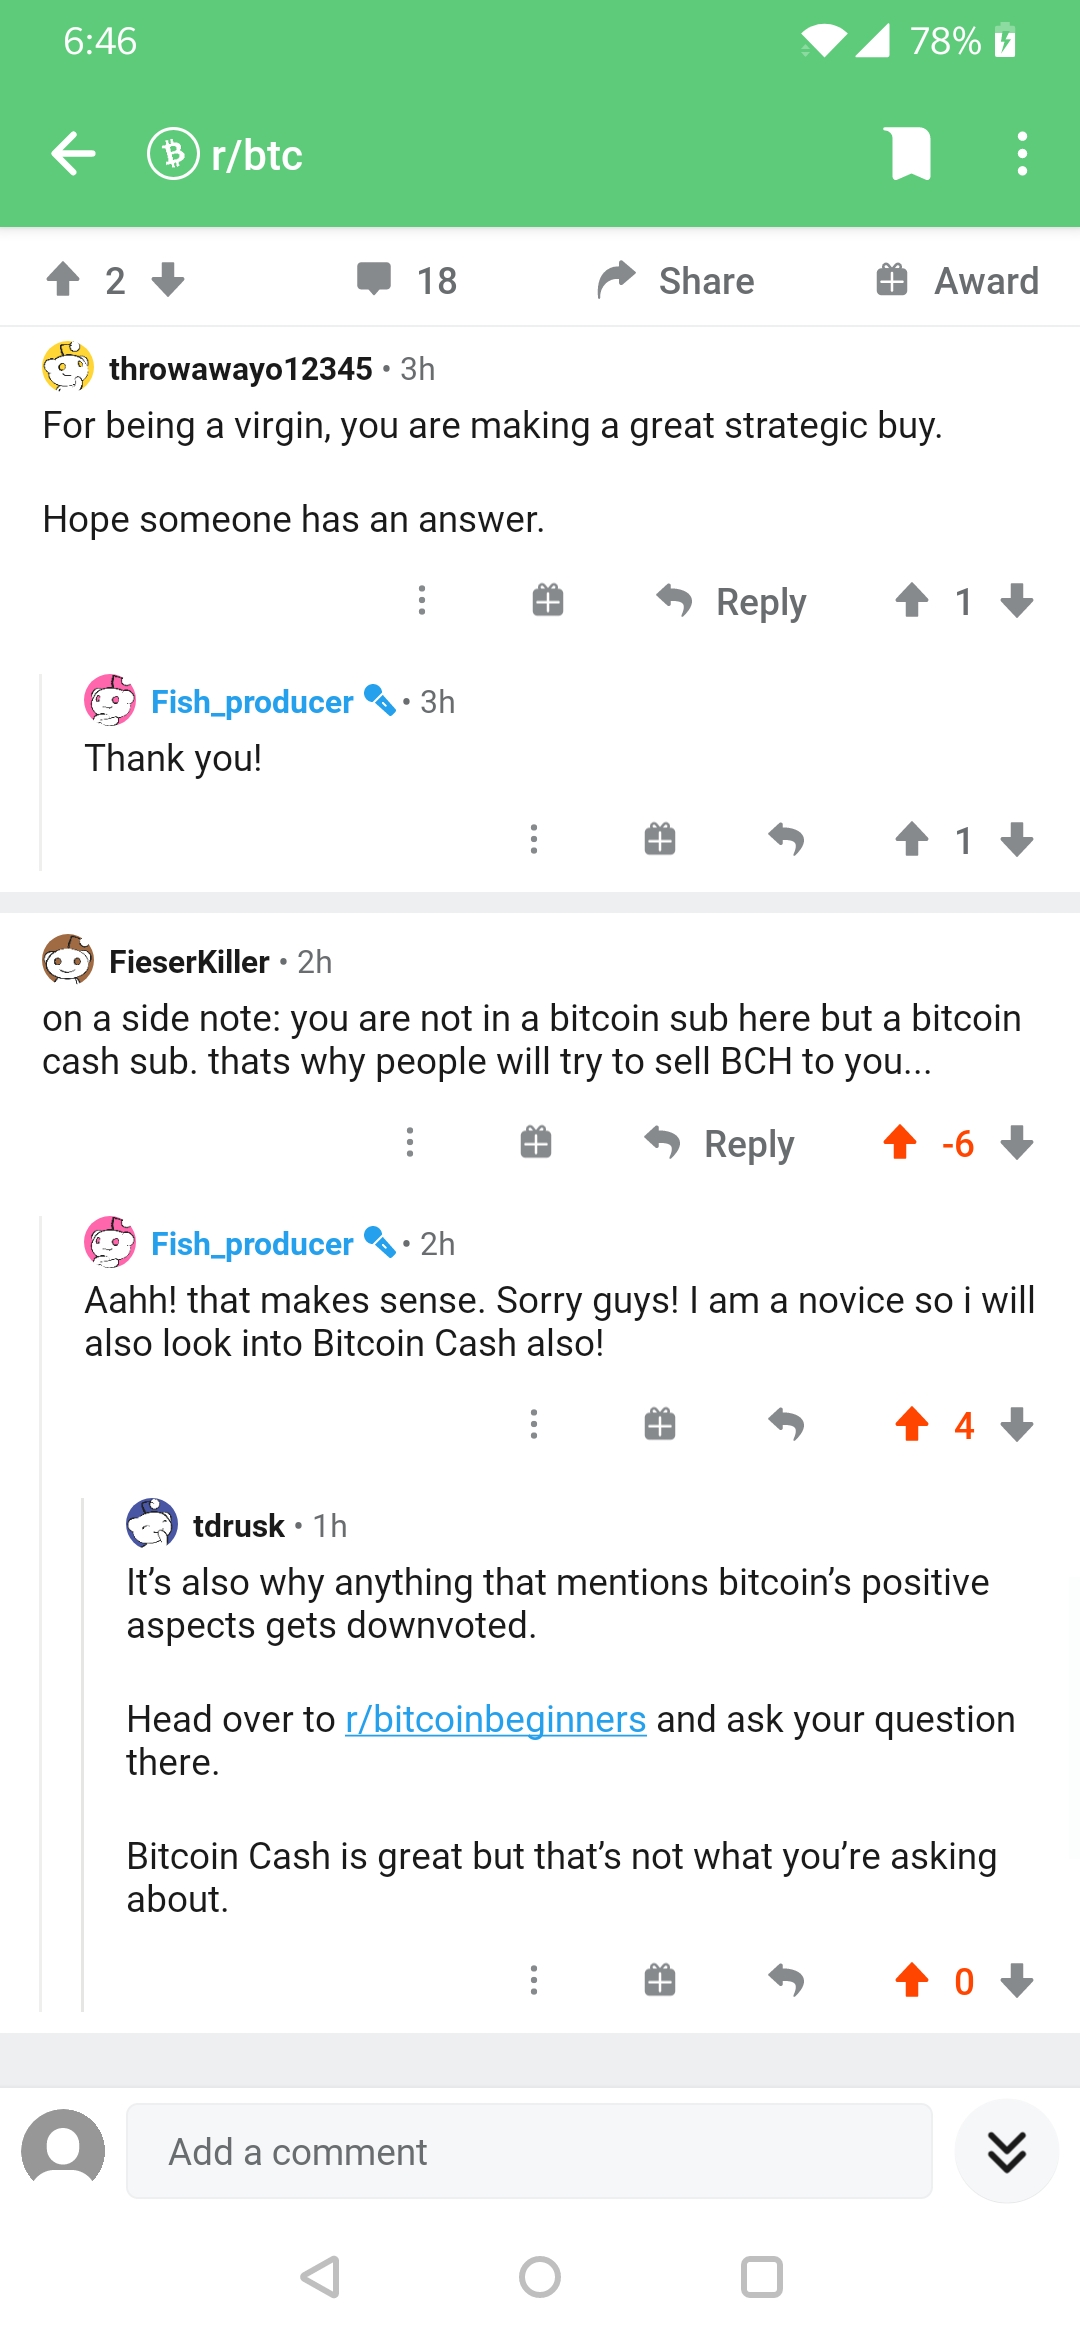 6:46
78%
r/btc
2
18
Share
Award
throwawayo12345 • 3h
For being a virgin, you are making a great strategic buy.
Hope someone has an answer.
Reply
1
Fish_producer • 3h
Thank you!
1
FieserKiller • 2h
on a side note: you are not in a bitcoin sub here but a bitcoin
cash sub. thats why people will try to sell BCH to you...
Reply
-6
Fish_producer • 2h
Aahh! that makes sense. Sorry guys! I am a novice so i will
also look into Bitcoin Cash also!
4
tdrusk • 1h
It’s also why anything that mentions bitcoin’s positive
aspects gets downvoted.
Head over to r/bitcoinbeginners and ask your question
there.
Bitcoin Cash is great but that’s not what you’re asking
about.
0
Add a comment